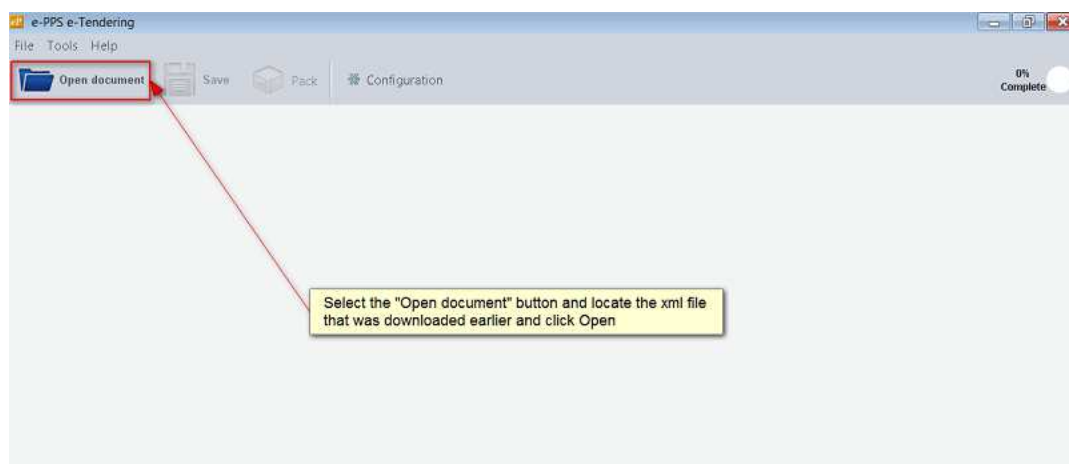 e-PPS e-Tendering
File Tools Help
Open document Save Pack Configuration 0%
Complete
Select the "Open document" button and locate the xml file
that was downloaded earlier and click Open